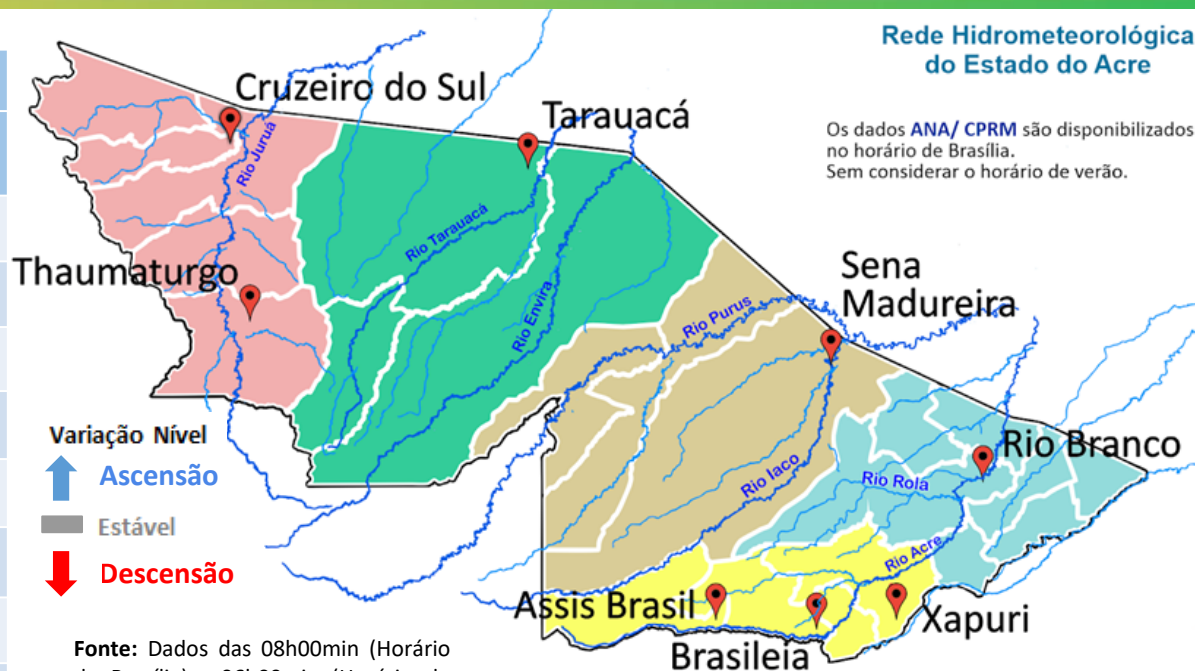 Rede Hidrometeorológica
do Estado do Acre
Os dados ANA/ CPRM são disponibilizados
no horário de Brasília.
Sem considerar o horário de verão.
Cruzeiro do Sul
Tarauacá
Rio Juruá
Rio Tarauacá
Thaumaturgo
Rio Envira
Sena
Madureira
Rio Purus
Variação Nível
Ascensão
Estável
Descensão
Rio Branco
Rio Iaco
Rio Rola
Rio Acre
Assis Brasil
Xapuri
Brasileia
Fonte: Dados das 08h00min (Horário